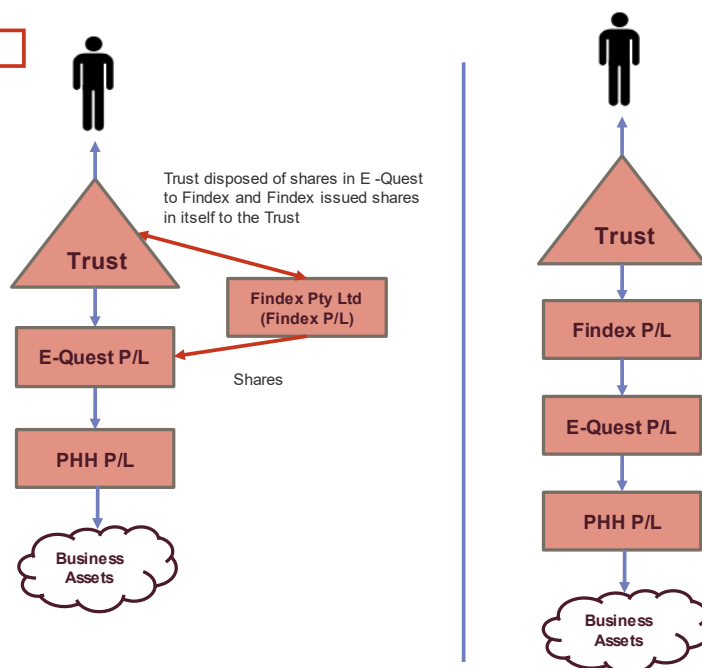 Trust disposed of shares in E -Quest
to Findex and Findex issued shares
in itself to the Trust
Trust
Findex Pty Ltd
(Findex P/L)
E-Quest P/L
Shares
PHH P/L
Business
Assets
Trust
Findex P/L
E-Quest P/L
PHH P/L
Business
Assets